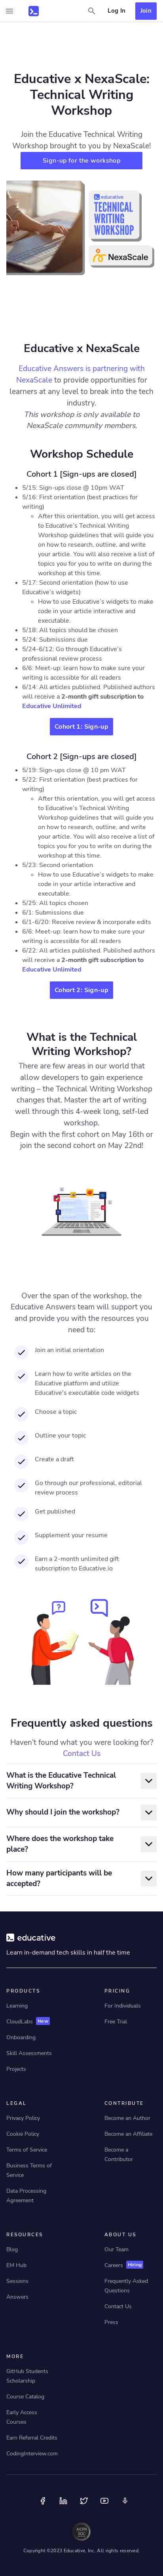 Log In
Join
Educative x NexaScale:
Technical Writing
Workshop
Join the Educative Technical Writing
Workshop brought to you by NexaScale!
Sign-up for the workshop
educative
TECHNICAL
WRITING
WORKSHOP
NexaScale
Educative x NexaScale
Educative Answers is partnering with
NexaScale to provide opportunities for
learners at any level to break into the tech
industry.
This workshop is only available to
NexaScale community members.
Workshop Schedule
Cohort 1 [Sign-ups are closed]
5/15: Sign-ups close @ 10pm WAT
5/16: First orientation (best practices for
writing)
After this orientation, you will get access
to Educative’s Technical Writing
Workshop guidelines that will guide you
on how to research, outline, and write
your article. You will also receive a list of
topics for you to choose from if you are
writing an article for the first time. You
workshop at this time.
5/17: Second orientation (how to use
Educative’s widgets)
How to use Educative's widgets to make
code in your article interactive and
executable.
5/18: All topics should be chosen
5/24: Submissions due
5/24-6/12: Go through Educative’s
professional review process
6/6: Meet-up: learn how to make sure your
writing is accessible for all readers
6/14: All articles published. Published authors
will receive a 2-month gift subscription to
Educative Unlimited
Cohort 1: Sign-up
Cohort 2 [Sign-ups are closed]
5/19: Sign-ups close @ 10 pm WAT
5/22: First orientation (best practices for
writing)
After this orientation, you will get access
to Educative’s Technical Writing
Workshop guidelines that will guide you
on how to research, outline, and write
your article. You will also receive a list of
workshop at this time.
5/23: Second orientation
How to use Educative’s widgets to make
code in your article interactive and
executable.
5/25: All topics chosen
6/1: Submissions due
6/1-6/20: Receive review & incorporate edits
6/6: Meet-up: learn how to make your
writing is accessible for all readers
6/22: All articles published. Published authors
will receive a 2-month gift subscription to
Educative Unlimited
Cohort 2: Sign-up
What is the Technical
Writing Workshop?
There are few areas in our world that
allow developers to gain experience
writing – the Technical Writing Workshop
changes that. Master the art of writing
well through this 4-week long, self-led
workshop.
Begin with the first cohort on May 16th or
join the second cohort on May 22nd!
Over the span of the workshop, the
Educative Answers team will support you
and provide you with the resources you
need to:
Join an initial orientation
Learn how to write articles on the
Educative platform and utilize
Educative's executable code widgets
Choose a topic
Outline your topic
Create a draft
Go through our professional, editorial
review process
Get published
Supplement your resume
Earn a 2-month unlimited gift
subscription to Educative.io
Frequently asked questions
Haven’t found what you were looking for?
Contact Us
What is the Educative Technical
Writing Workshop?
Why should I join the workshop?
Where does the workshop take
place?
How many participants will be
accepted?
educative
Learn in-demand tech skills in half the time
PRODUCTS
Learning
CloudLabs New
Onboarding
Skill Assessments
Projects
PRICING
For Individuals
Free Trial
LEGAL
Privacy Policy
Cookie Policy
Terms of Service
Business Terms of
Service
Data Processing
Agreement
CONTRIBUTE
Become an Author
Become an Affiliate
Become a
Contributor
RESOURCES
Blog
EM Hub
Sessions
Answers
ABOUT US
Our Team
Careers Hiring
Frequently Asked
Questions
Contact Us
Press
MORE
GitHub Students
Scholarship
Course Catalog
Early Access
Courses
Earn Referral Credits
CodingInterview.com
Copyright ©2023 Educative, Inc. All rights reserved.